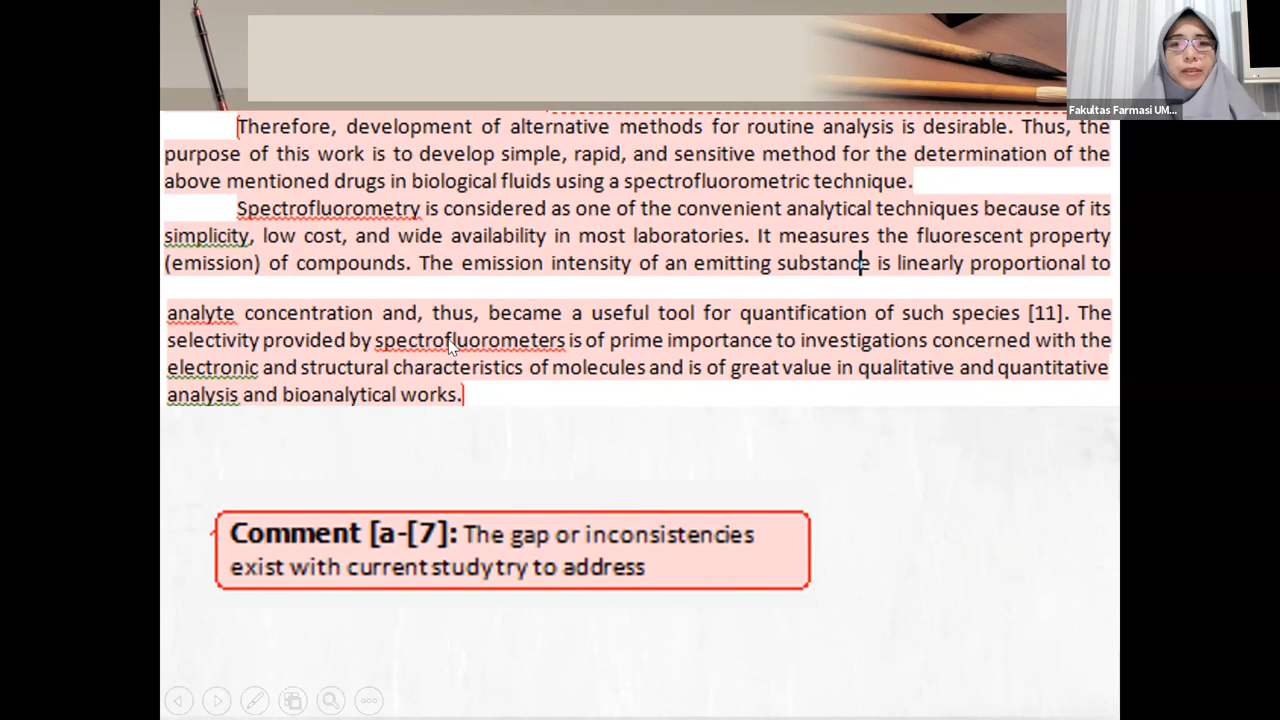 Fakultas Farmasi UM...
Therefore, development of alternative methods for routine analysis is desirable. Thus, the
purpose of this work is to develop simple, rapid, and sensitive method for the determination of the
above mentioned drugs in biological fluids using a spectrofluorometric technique.
Spectrofluorometry is considered as one of the convenient analytical techniques because of its
simplicity, low cost, and wide availability in most laboratories. It measures the fluorescent property
(emission) of compounds. The emission intensity of an emitting substance is linearly proportional to
analyte concentration and, thus, became a useful tool for quantification of such species [11]. The
selectivity provided by spectrofluorometers is of prime importance to investigations concerned with the
electronic and structural characteristics of molecules and is of great value in qualitative and quantitative
analysis and bioanalytical works.
Comment [a-[7]: The gap or inconsistencies
exist with current study try to address